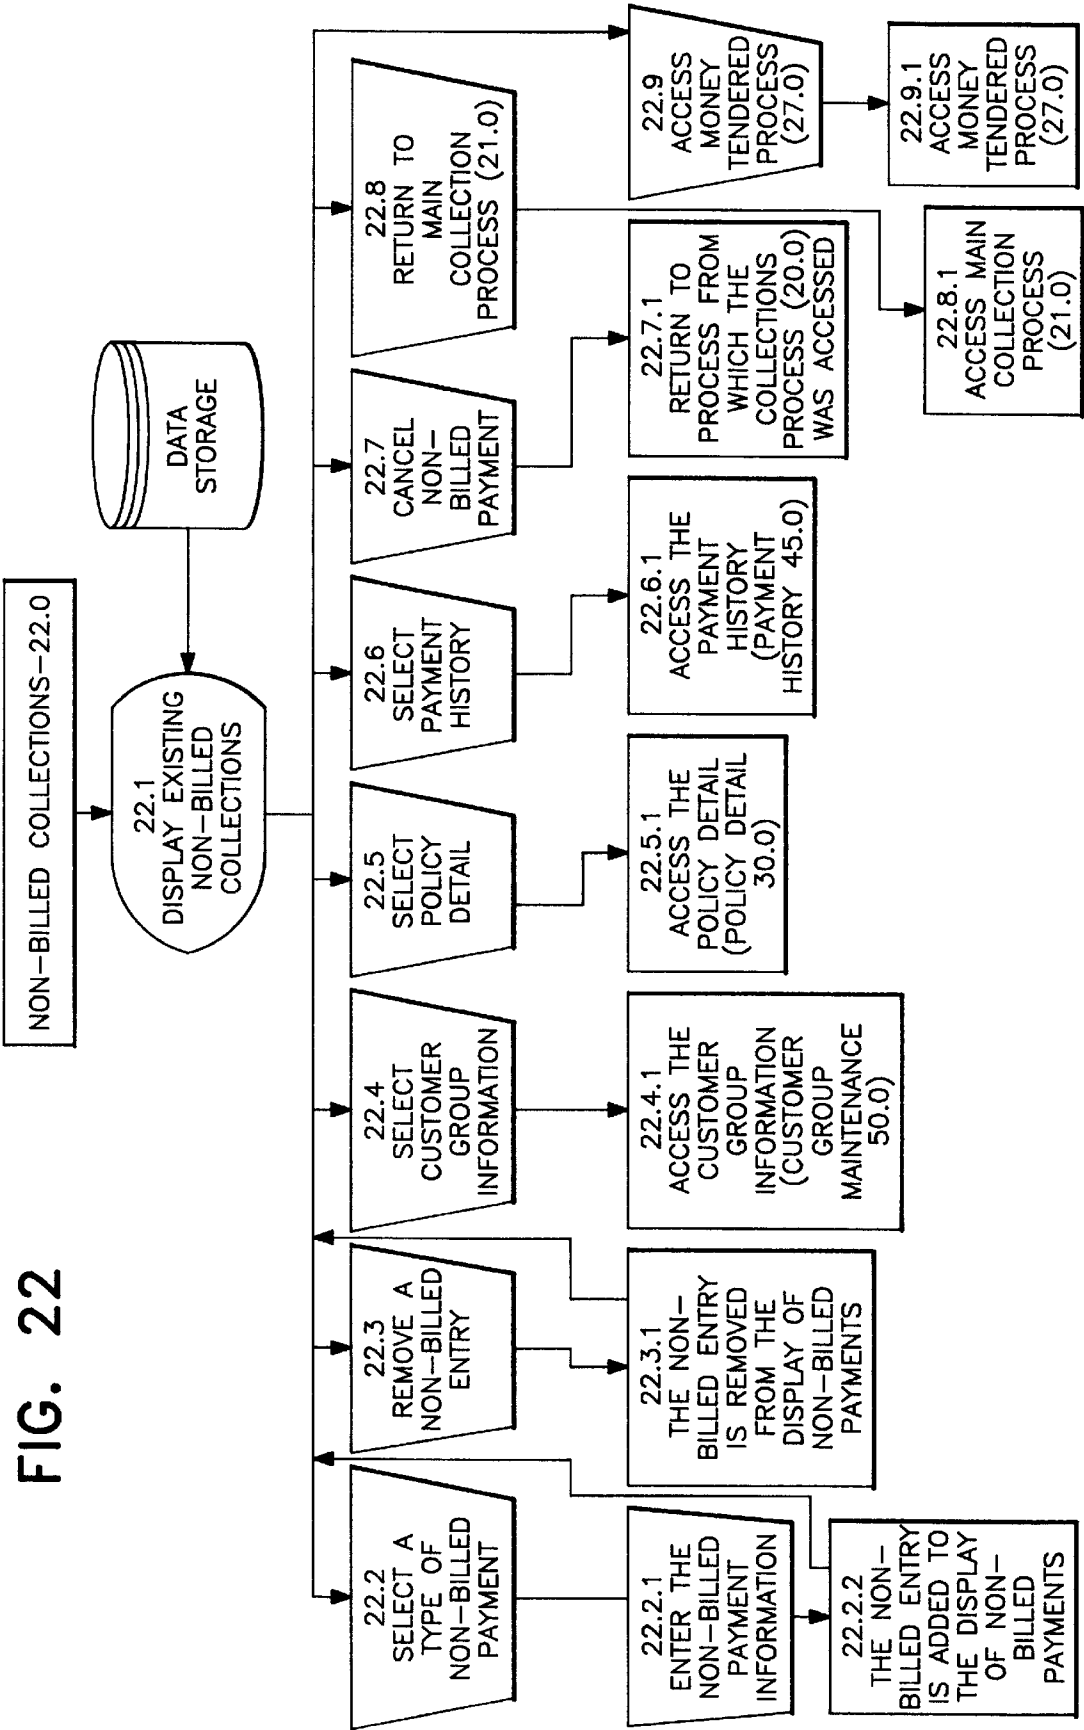 FIG. 22
NON-BILLED COLLECTIONS-22.0
22.1
DISPLAY EXISTING
NON-BILLED
COLLECTIONS
DATA
STORAGE
22.2
SELECT A
TYPE OF
NON-BILLED
PAYMENT
22.2.1
ENTER THE
NON-BILLED
PAYMENT
INFORMATION
22.2.2
THE NON-
BILLED ENTRY
IS ADDED TO
THE DISPLAY
OF NON-
BILLED
PAYMENTS
22.3
REMOVE A
NON-BILLED
ENTRY
22.3.1
THE NON-
BILLED ENTRY
IS REMOVED
FROM THE
DISPLAY OF
NON-BILLED
PAYMENTS
22.4
SELECT
CUSTOMER
GROUP
INFORMATION
22.4.1
ACCESS THE
CUSTOMER
GROUP
INFORMATION
(CUSTOMER
GROUP
MAINTENANCE
50.0)
22.5
SELECT
POLICY
DETAIL
22.5.1
ACCESS THE
POLICY DETAIL
(POLICY DETAIL
30.0)
22.6
SELECT
PAYMENT
HISTORY
22.6.1
ACCESS THE
PAYMENT
HISTORY
(PAYMENT
HISTORY 45.0)
22.7
CANCEL
NON-
BILLED
PAYMENT
22.7.1
RETURN TO
PROCESS FROM
WHICH THE
COLLECTIONS
PROCESS (20.0)
WAS ACCESSED
22.8
RETURN TO
MAIN
COLLECTION
PROCESS (21.0)
22.8.1
ACCESS MAIN
COLLECTION
PROCESS
(21.0)
22.9
ACCESS
MONEY
TENDERED
PROCESS
(27.0)
22.9.1
ACCESS
MONEY
TENDERED
PROCESS
(27.0)